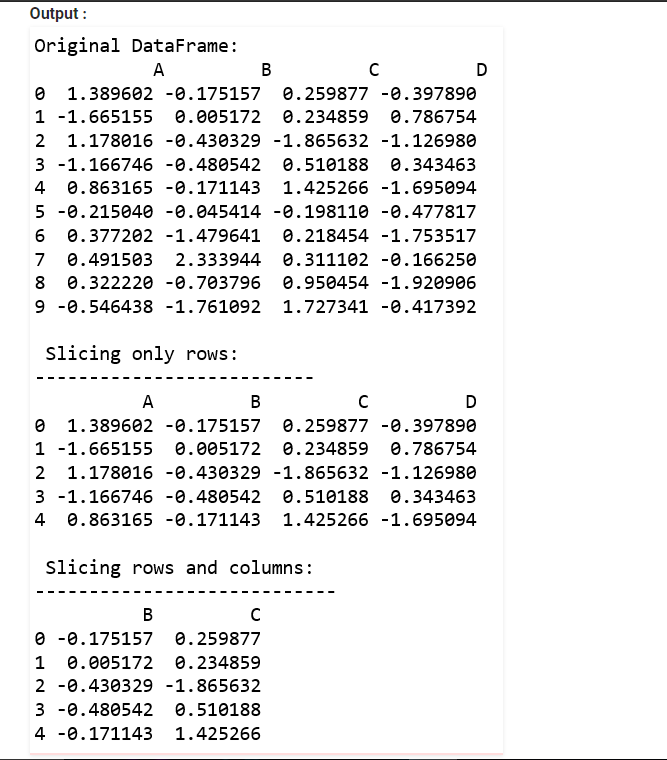 Output :
Original DataFrame:
          A         B         C         D
0  1.389602 -0.175157  0.259877 -0.397890
1 -1.665155  0.005172  0.234859  0.786754
2  1.178016 -0.430329 -1.865632 -1.126980
3 -1.166746 -0.480542  0.510188  0.343463
4  0.863165 -0.171143  1.425266 -1.695094
5 -0.215040 -0.045414 -0.198110 -0.477817
6  0.377202 -1.479641  0.218454 -1.753517
7  0.491503  2.333944  0.311102 -0.166250
8  0.322220 -0.703796  0.950454 -1.920906
9 -0.546438 -1.761092  1.727341 -0.417392
 Slicing only rows:
--------------------------
          A         B         C         D
0  1.389602 -0.175157  0.259877 -0.397890
1 -1.665155  0.005172  0.234859  0.786754
2  1.178016 -0.430329 -1.865632 -1.126980
3 -1.166746 -0.480542  0.510188  0.343463
4  0.863165 -0.171143  1.425266 -1.695094
 Slicing rows and columns:
----------------------------
          B         C
0 -0.175157  0.259877
1  0.005172  0.234859
2 -0.430329 -1.865632
3 -0.480542  0.510188
4 -0.171143  1.425266